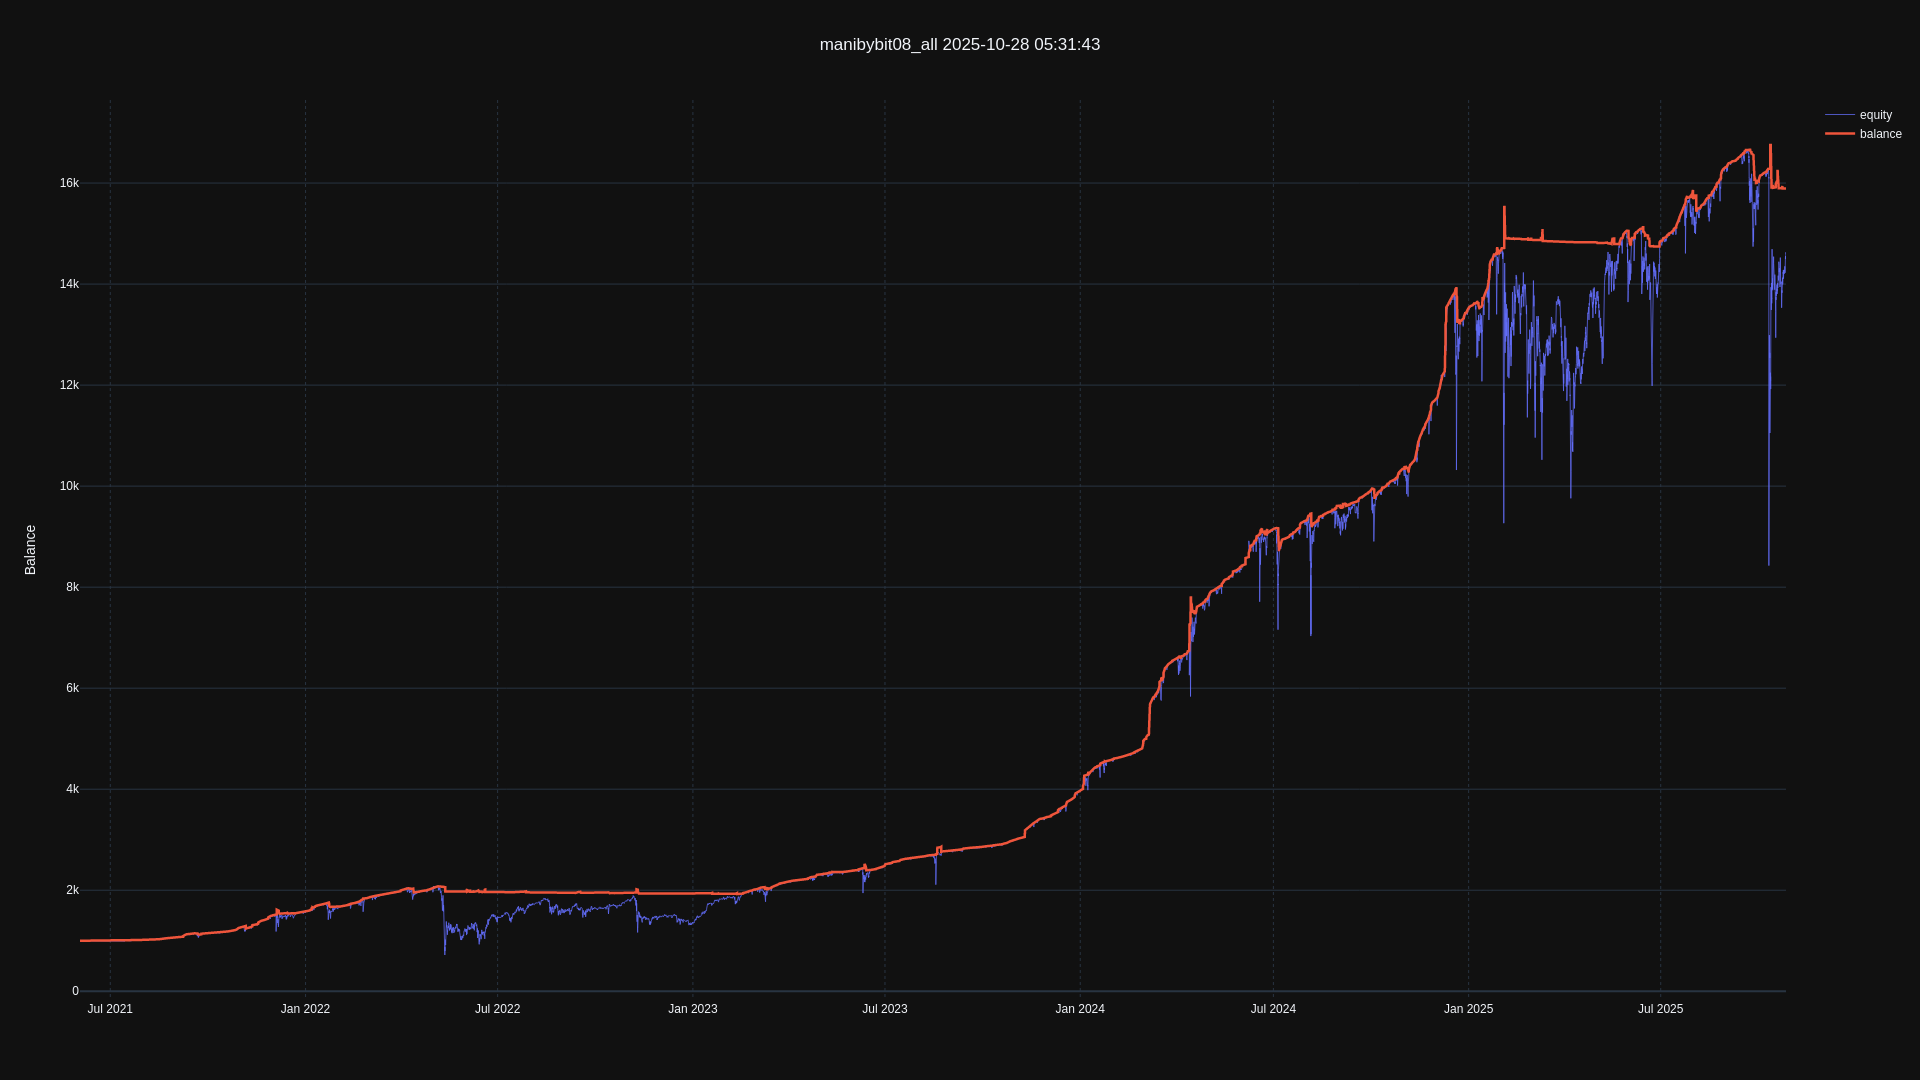 manibybit08_all 2025-10-28 05:31:43
equity
balance
Balance
16k
14k
12k
10k
8k
6k
4k
2k
0
Jul 2021
Jan 2022
Jul 2022
Jan 2023
Jul 2023
Jan 2024
Jul 2024
Jan 2025
Jul 2025